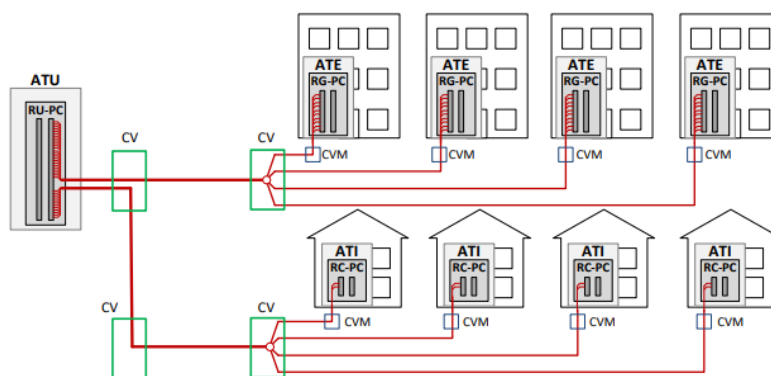 ATU
RU-PC
CV
CV
ATE
RG-PC
CVM
ATE
RG-PC
CVM
ATE
RG-PC
CVM
ATE
RG-PC
CVM
CV
CV
ATI
RC-PC
CVM
ATI
RC-PC
CVM
ATI
RC-PC
CVM
ATI
RC-PC
CVM